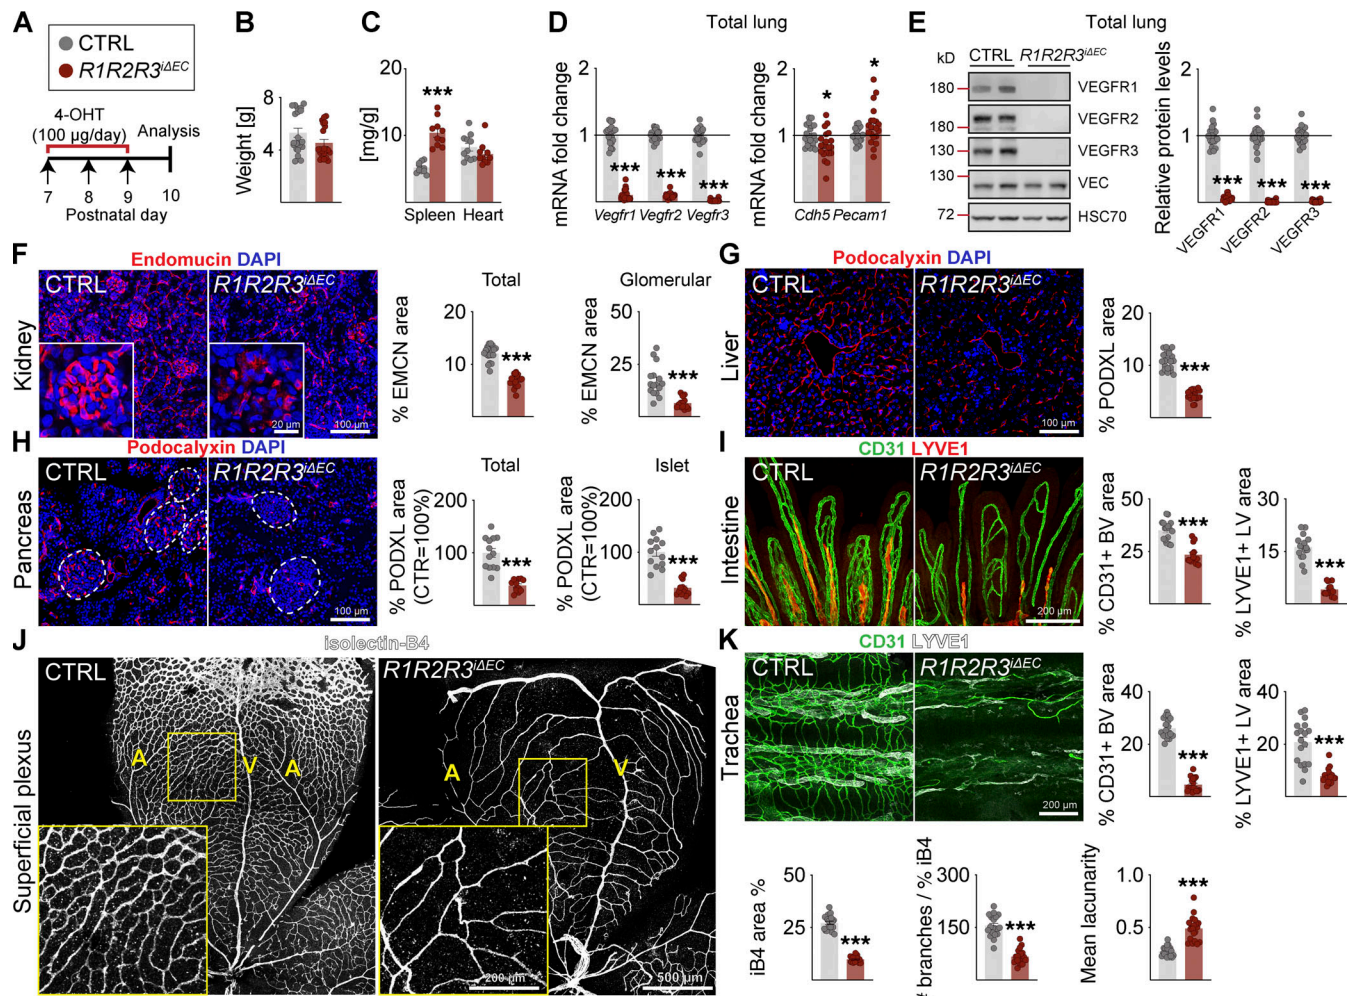 A
CTRL
R1R2R3iΔEC
4-OHT
(100 µg/day)
Analysis
7 8 9 10
Postnatal day
B
Weight [g]
8
4
C
[mg/g]
20
10
***
Spleen Heart
D
Total lung
mRNA fold change
2
1
*** *** ***
Vegfr1 Vegfr2 Vegfr3
mRNA fold change
2
1
* *
Cdh5 Pecam1
E
Total lung
kD CTRL R1R2R3iΔEC
180 VEGFR1
180 VEGFR2
130 VEGFR3
130 VEC
72 HSC70
Relative protein levels
2
1
*** *** ***
VEGFR1 VEGFR2 VEGFR3
F
Endomucin DAPI
Kidney
CTRL R1R2R3iΔEC
20 µm 100 µm
Total
% EMCN area
20
10
***
Glomerular
% EMCN area
50
25
***
G
Podocalyxin DAPI
Liver
CTRL R1R2R3iΔEC
100 µm
% PODXL area
20
10
***
H
Podocalyxin DAPI
Pancreas
CTRL R1R2R3iΔEC
100 µm
Total
% PODXL area
(CTR=100%)
200
100
***
Islet
% PODXL area
(CTR=100%)
200
100
***
I
CD31 LYVE1
Intestine
CTRL R1R2R3iΔEC
200 µm
% CD31+ BV area
50
25
***
% LYVE1+ LV area
30
15
***
J
isolectin-B4
Superficial plexus
CTRL R1R2R3iΔEC
A V A
A V
200 µm 500 µm
K
CD31 LYVE1
Trachea
CTRL R1R2R3iΔEC
200 µm
% CD31+ BV area
40
20
***
% LYVE1+ LV area
40
20
***
iB4 area %
50
25
***
# branches / % iB4
300
150
***
Mean lacunarity
1.0
0.5
***